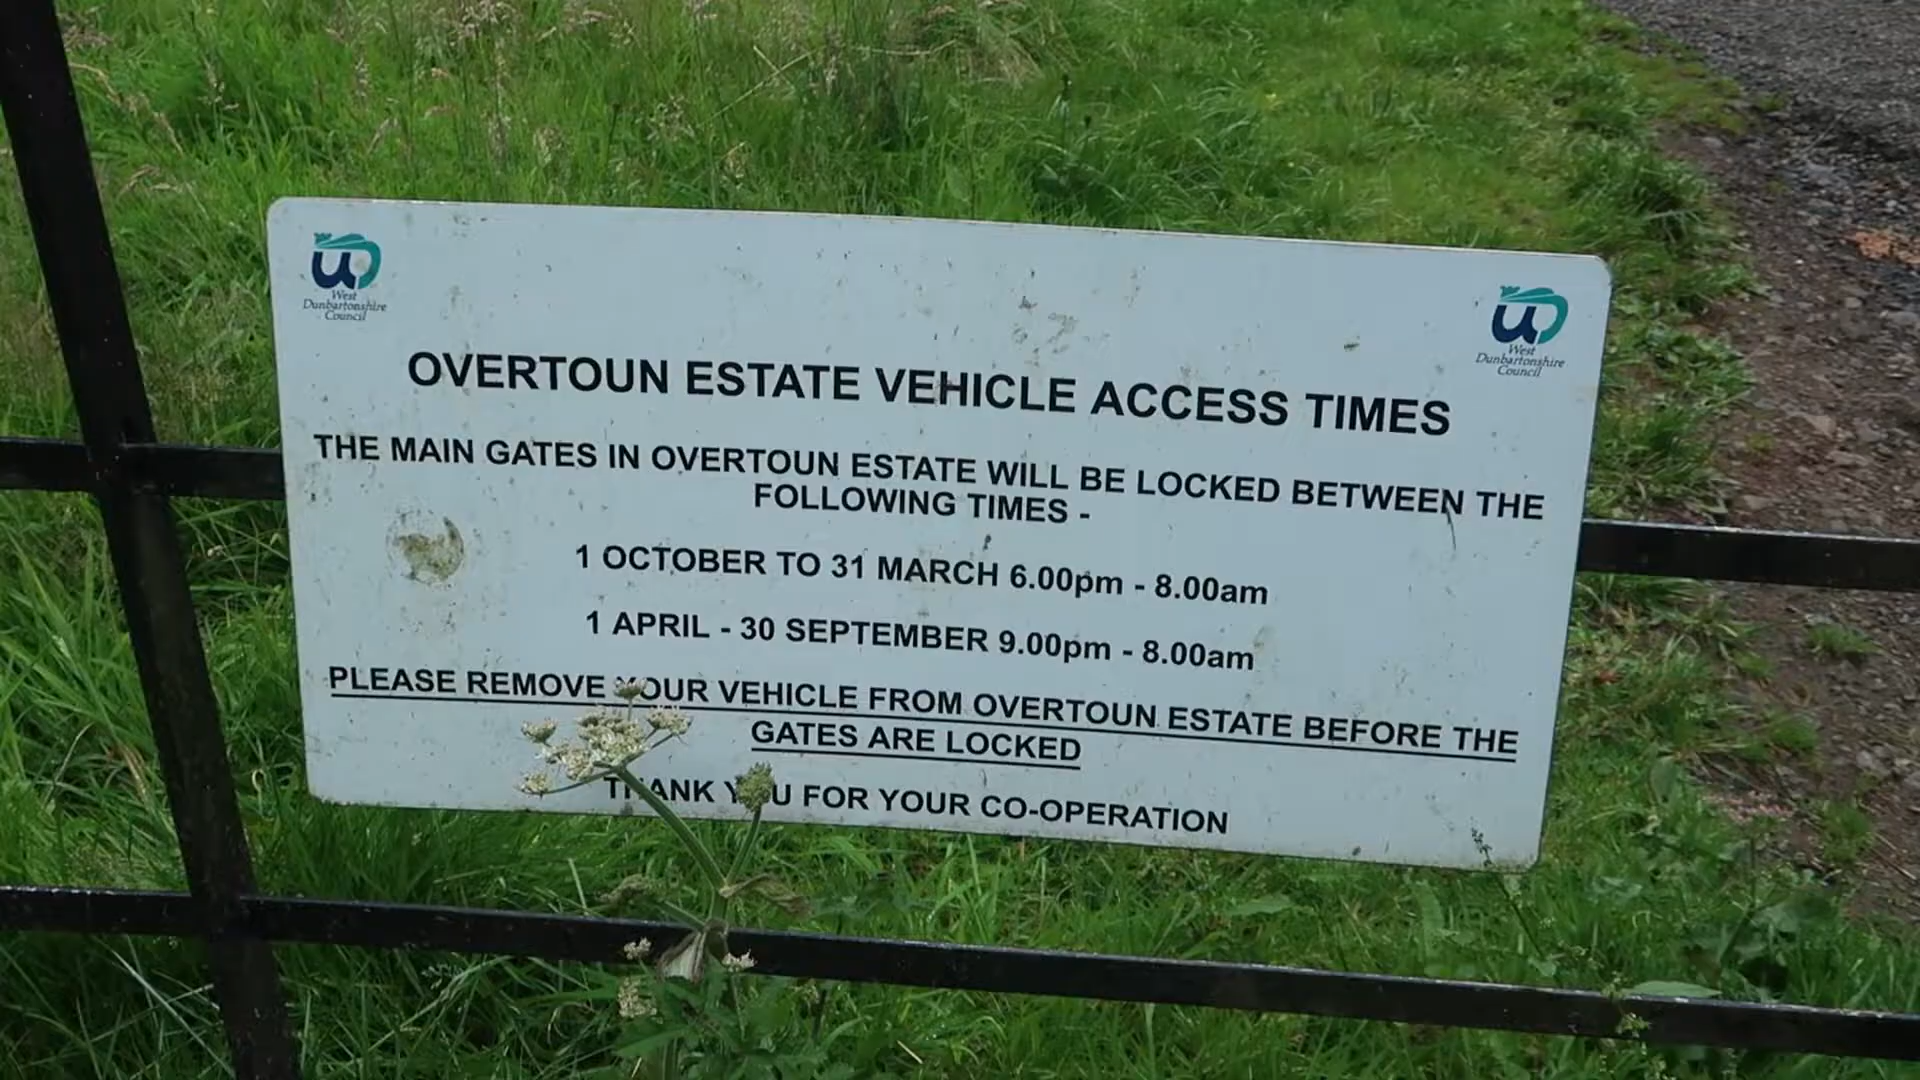 West
Dunbartonshire
Council
West
Dunbartonshire
Council
OVERTOUN ESTATE VEHICLE ACCESS TIMES
THE MAIN GATES IN OVERTOUN ESTATE WILL BE LOCKED BETWEEN THE
FOLLOWING TIMES -
1 OCTOBER TO 31 MARCH 6.00pm - 8.00am
1 APRIL - 30 SEPTEMBER 9.00pm - 8.00am
PLEASE REMOVE YOUR VEHICLE FROM OVERTOUN ESTATE BEFORE THE
GATES ARE LOCKED
THANK YOU FOR YOUR CO-OPERATION